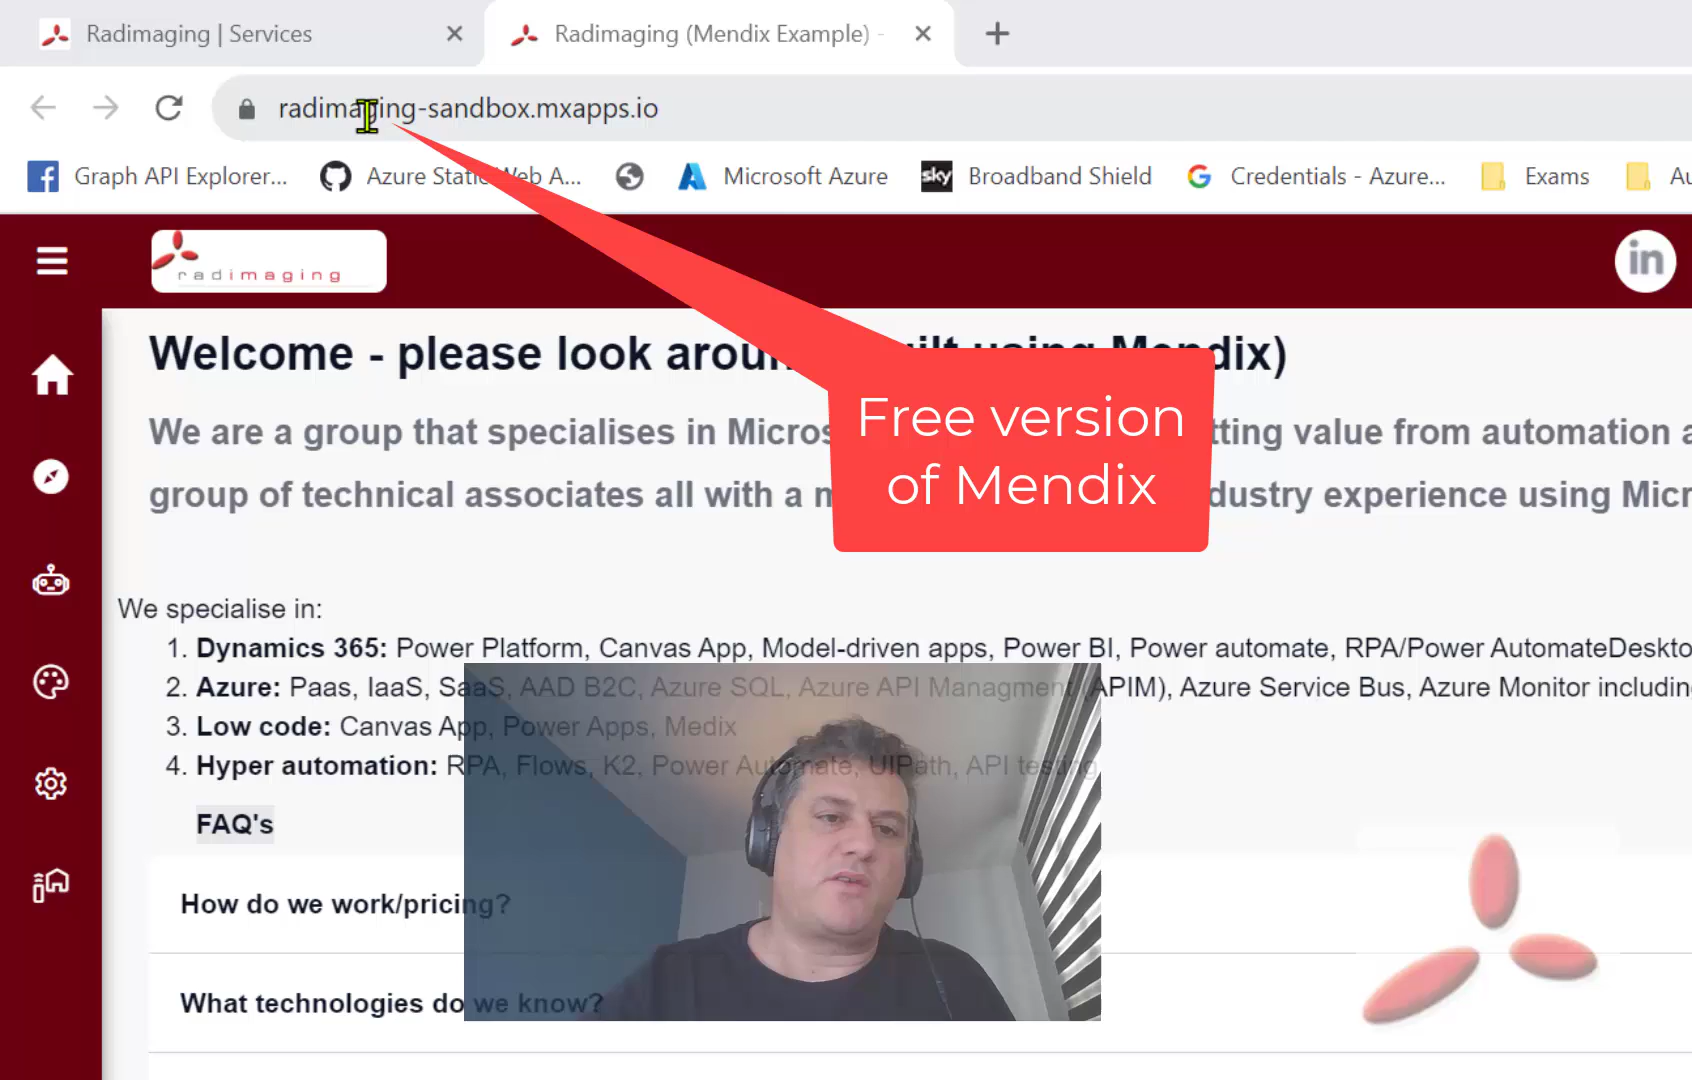 Radimaging | Services
Radimaging (Mendix Example) -
radimaging-sandbox.mxapps.io
Graph API Explorer...
Azure Static Web A...
Microsoft Azure
sky
Broadband Shield
Credentials - Azure...
Exams
Au
radimaging
in
Welcome - please look around (built using Mendix)
Free version
of Mendix
We are a group that specialises in Micros tting value from automation a
group of technical associates all with a m dustry experience using Micr
We specialise in:
1. Dynamics 365: Power Platform, Canvas App, Model-driven apps, Power BI, Power automate, RPA/Power AutomateDeskto
2. Azure: Paas, IaaS, SaaS, AAD B2C, Azure SQL, Azure API Managment (APIM), Azure Service Bus, Azure Monitor includin
3. Low code: Canvas App, Power Apps, Medix
4. Hyper automation: RPA, Flows, K2, Power Automate, UIPath, API testing
FAQ's
How do we work/pricing?
What technologies do we know?